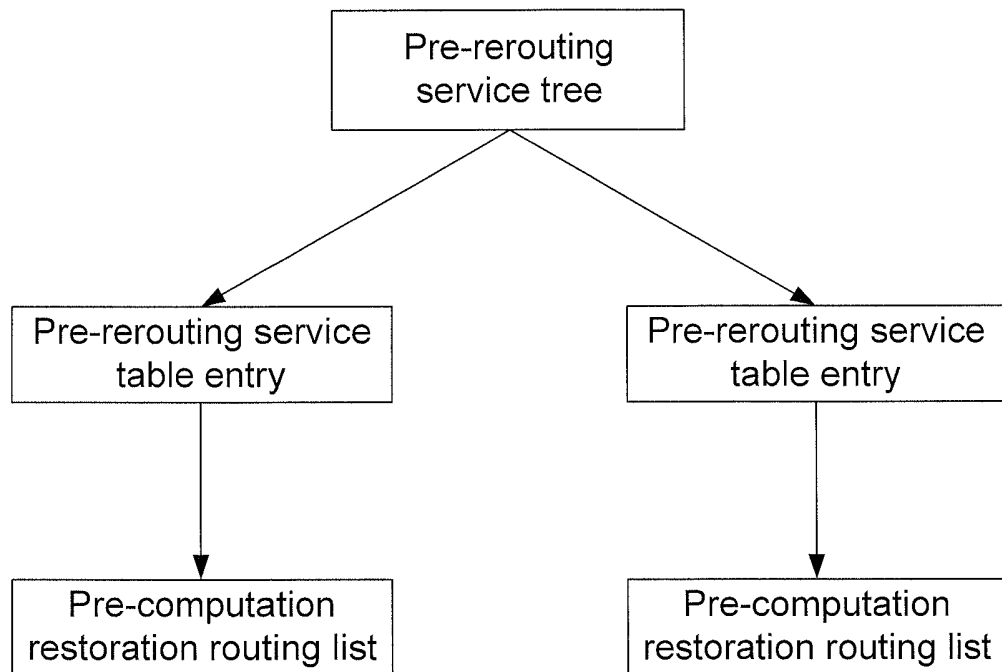 Pre-rerouting
service tree
Pre-rerouting service
table entry
Pre-rerouting service
table entry
Pre-computation
restoration routing list
Pre-computation
restoration routing list